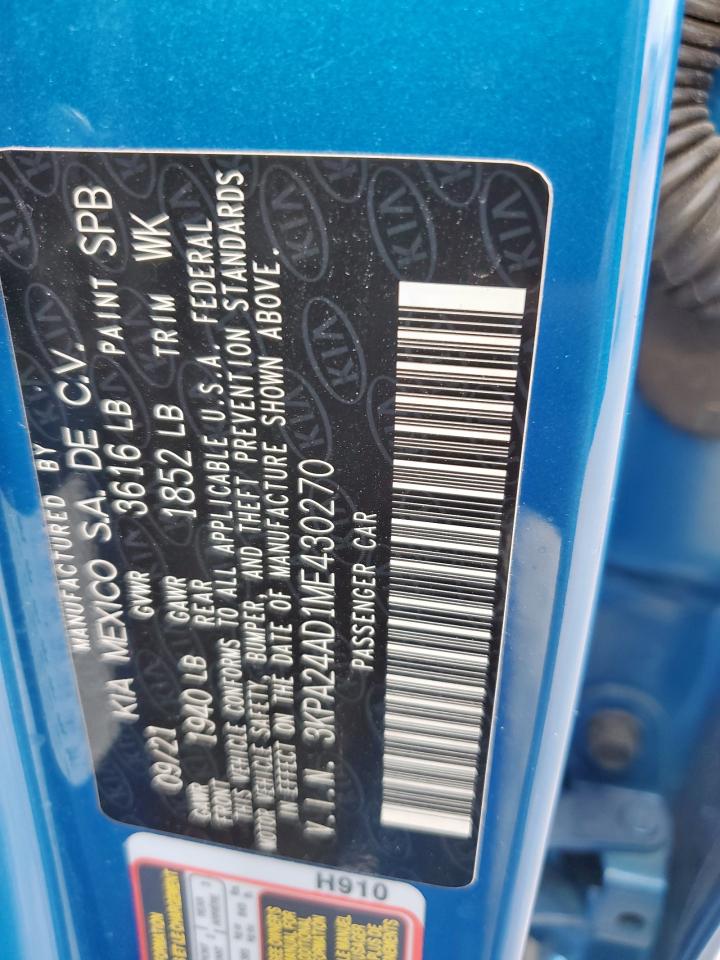 MANUFACTURED BY
KIA MEXICO S.A. DE C.V.
09/21 GVWR 3616 LB PAINT SPB
GAWR FRONT 1940 LB GAWR REAR 1852 LB TRIM WK
THIS VEHICLE CONFORMS TO ALL APPLICABLE U.S.A. FEDERAL
MOTOR VEHICLE SAFETY, BUMPER, AND THEFT PREVENTION STANDARDS
IN EFFECT ON THE DATE OF MANUFACTURE SHOWN ABOVE.
V.I.N. 3KPA24AD1ME430270
PASSENGER CAR
H910